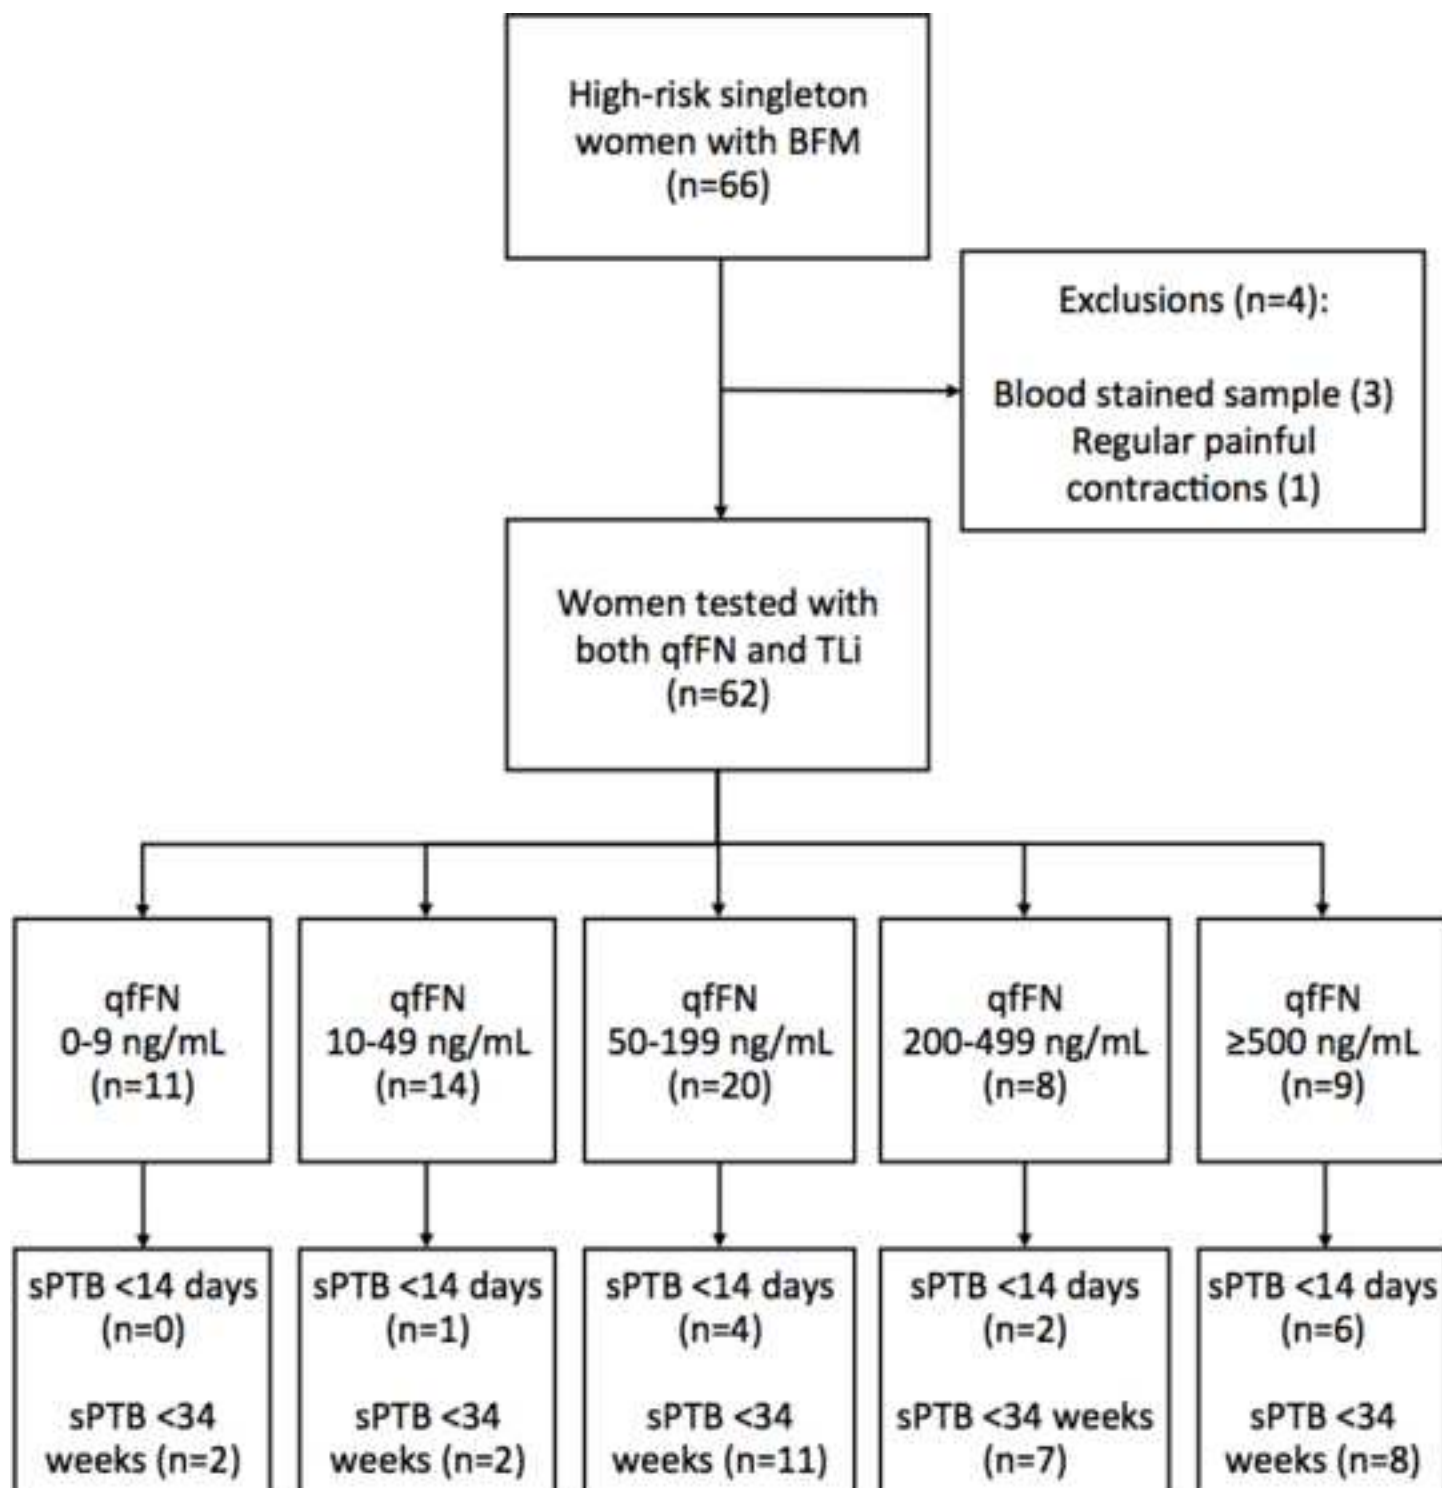 High-risk singleton
women with BFM
(n=66)
Exclusions (n=4):
Blood stained sample (3)
Regular painful
contractions (1)
Women tested with
both qfFN and TLi
(n=62)
qfFN
0-9 ng/mL
(n=11)
qfFN
10-49 ng/mL
(n=14)
qfFN
50-199 ng/mL
(n=20)
qfFN
200-499 ng/mL
(n=8)
qfFN
≥500 ng/mL
(n=9)
sPTB <14 days
(n=0)
sPTB <34
weeks (n=2)
sPTB <14 days
(n=1)
sPTB <34
weeks (n=2)
sPTB <14 days
(n=4)
sPTB <34
weeks (n=11)
sPTB <14 days
(n=2)
sPTB <34 weeks
(n=7)
sPTB <14 days
(n=6)
sPTB <34
weeks (n=8)